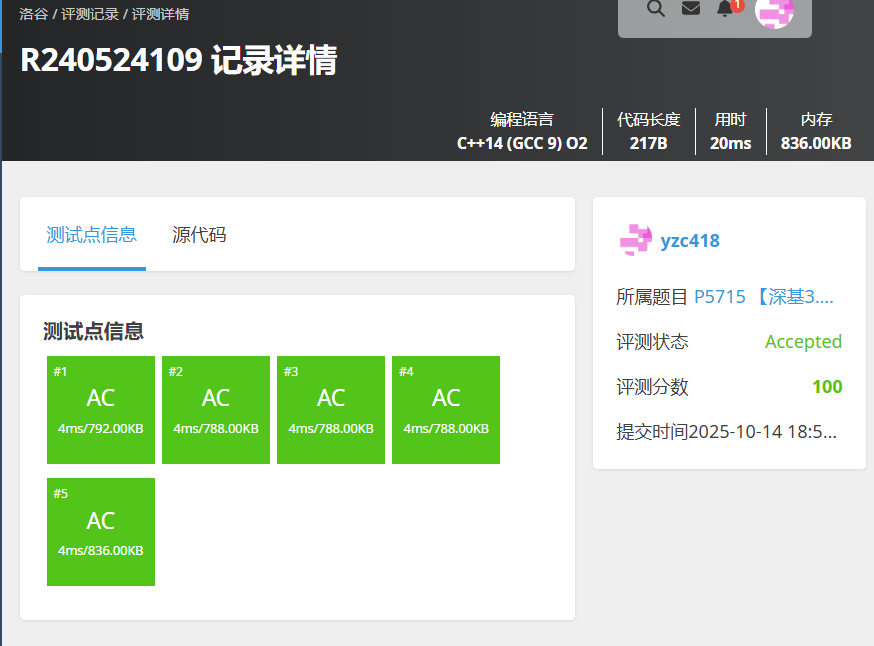 洛谷 / 评测记录 / 评测详情
1
R240524109 记录详情
编程语言
C++14 (GCC 9) O2
代码长度
217B
用时
20ms
内存
836.00KB
测试点信息
源代码
测试点信息
#1
AC
4ms/792.00KB
#2
AC
4ms/788.00KB
#3
AC
4ms/788.00KB
#4
AC
4ms/788.00KB
#5
AC
4ms/836.00KB
yzc418
所属题目 P5715 【深基3....
评测状态 Accepted
评测分数 100
提交时间2025-10-14 18:5...